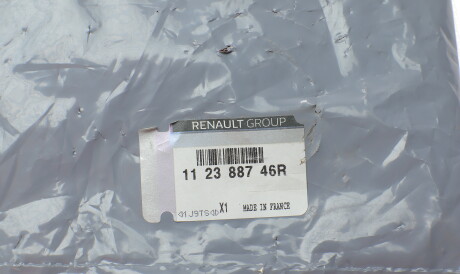 RENAULT GROUP
11 23 887 46R
X1 MADE IN FRANCE